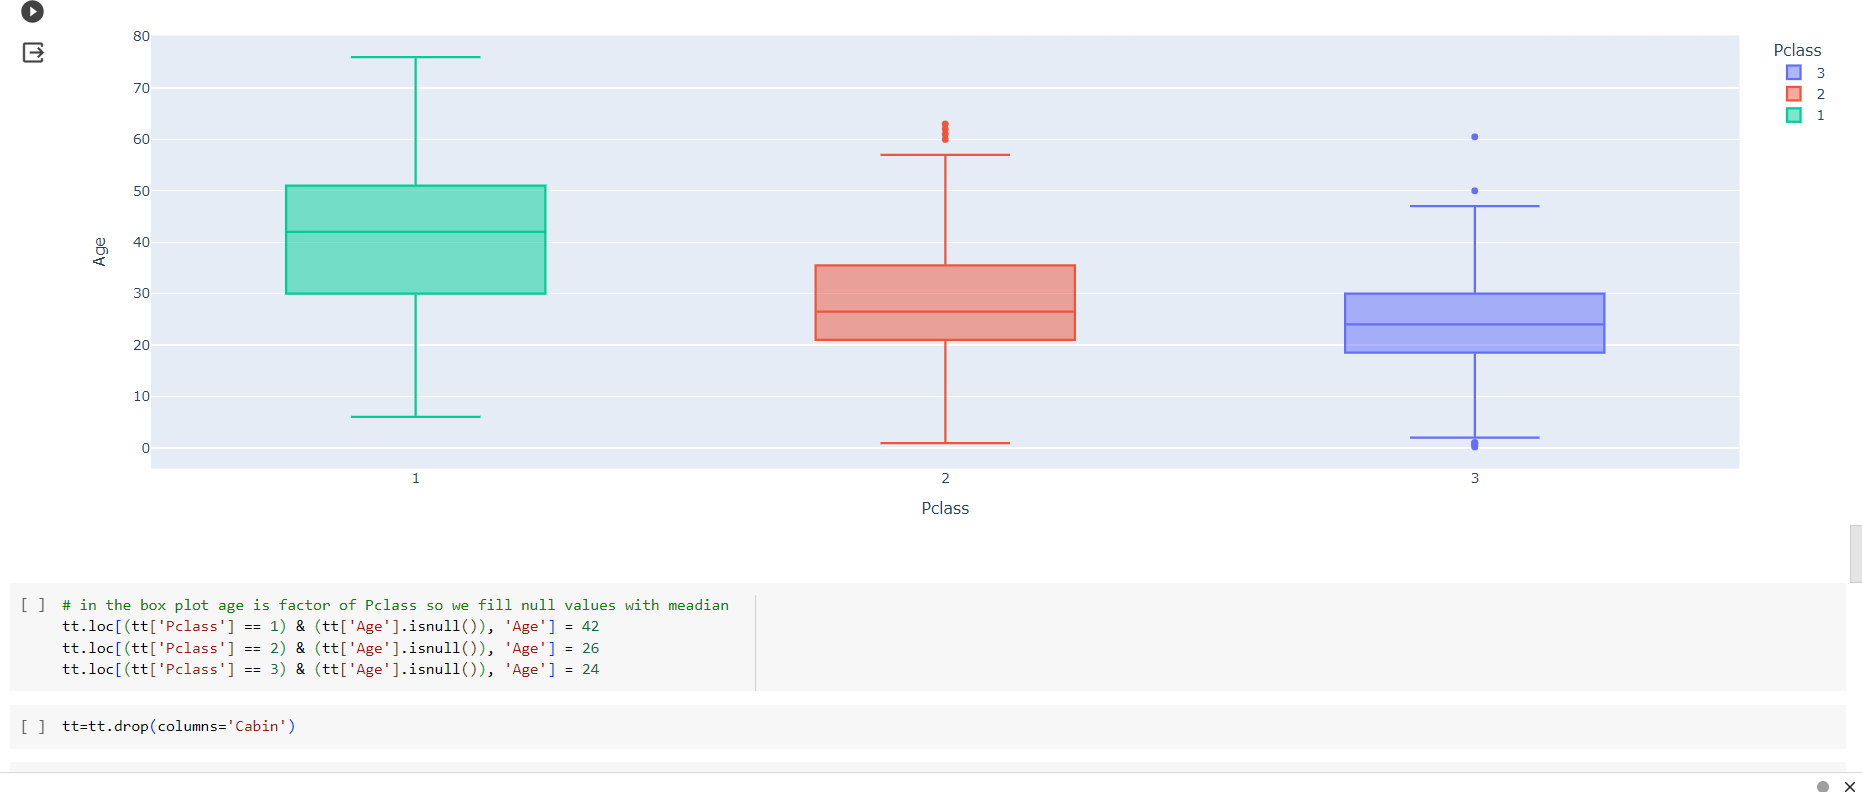 80
70
60
50
40
30
20
10
0
Age
1 2 3
Pclass
Pclass
3
2
1
[ ] # in the box plot age is factor of Pclass so we fill null values with meadian
tt.loc[(tt['Pclass'] == 1) & (tt['Age'].isnull()), 'Age'] = 42
tt.loc[(tt['Pclass'] == 2) & (tt['Age'].isnull()), 'Age'] = 26
tt.loc[(tt['Pclass'] == 3) & (tt['Age'].isnull()), 'Age'] = 24
[ ] tt=tt.drop(columns='Cabin')